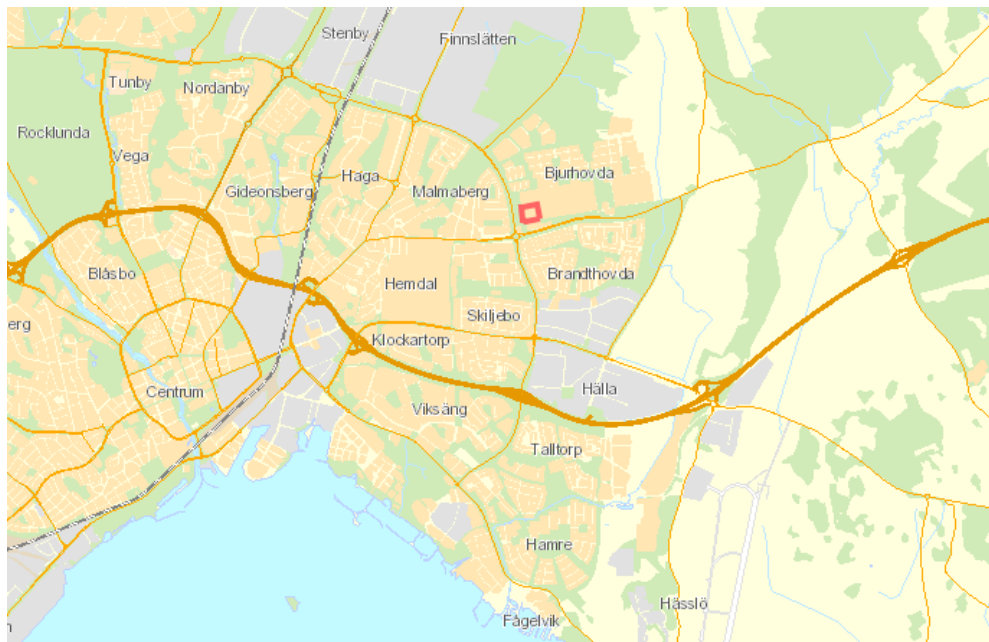 Stenby
Finnslätten
Tunby
Nordanby
Rocklunda
Vega
Gideonsberg
Haga
Malmaberg
Bjurhovda
Blåsbo
Hemdal
Brandthovda
Skiljebo
erg
Klockartorp
Centrum
Hälla
Viksäng
Talltorp
Hamre
Hässlö
Fågelvik
n